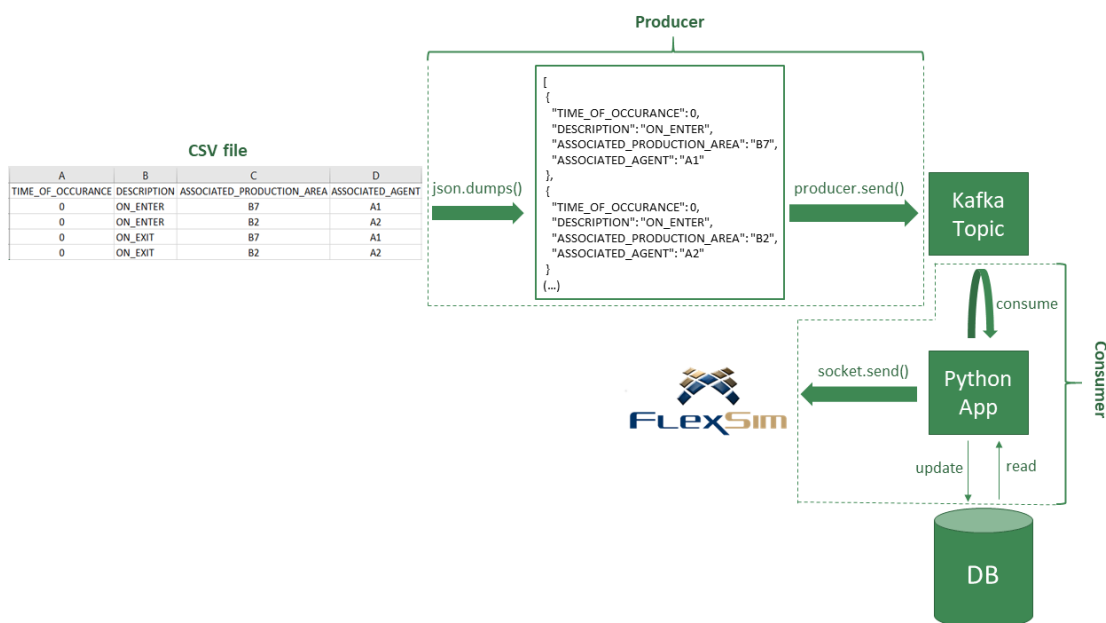 Producer
[
{
"TIME_OF_OCCURANCE": 0,
"DESCRIPTION": "ON_ENTER",
"ASSOCIATED_PRODUCTION_AREA": "B7",
"ASSOCIATED_AGENT": "A1"
},
{
"TIME_OF_OCCURANCE": 0,
"DESCRIPTION": "ON_ENTER",
"ASSOCIATED_PRODUCTION_AREA": "B2",
"ASSOCIATED_AGENT": "A2"
}
(...)
CSV file
A B C D
TIME_OF_OCCURANCE DESCRIPTION ASSOCIATED_PRODUCTION_AREA ASSOCIATED_AGENT
0 ON_ENTER B7 A1
0 ON_ENTER B2 A2
0 ON_EXIT B7 A1
0 ON_EXIT B2 A2
json.dumps()
producer.send()
Kafka
Topic
consume
Consumer
socket.send()
Python
App
FLEXSIM
update
read
DB